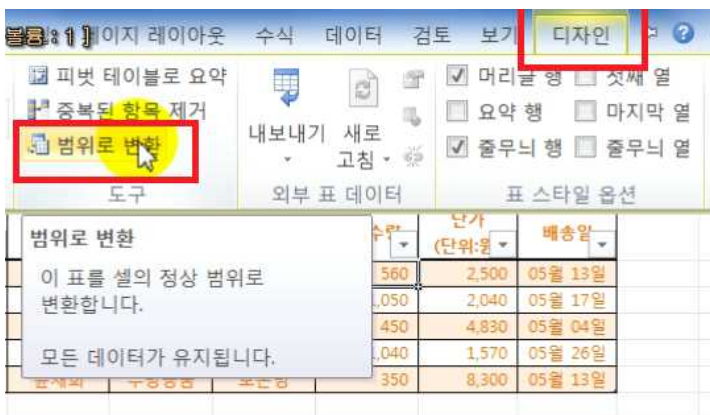 볼륨 : 1 】 이지 레이아웃 수식 데이터 검토 보기 디자인
피벗 테이블로 요약
중복된 항목 제거
범위로 변환
도구
내보내기
새로 고침
외부 표 데이터
머리글 행 첫째 열
요약 행 마지막 열
줄무늬 행 줄무늬 열
표 스타일 옵션
범위로 변환
이 표를 셀의 정상 범위로
변환합니다.
모든 데이터가 유지됩니다.
수량 단가 (단위:원 배송일
560 2,500 05월 13일
,050 2,040 05월 17일
450 4,830 05월 04일
,040 1,570 05월 26일
350 8,300 05월 13일